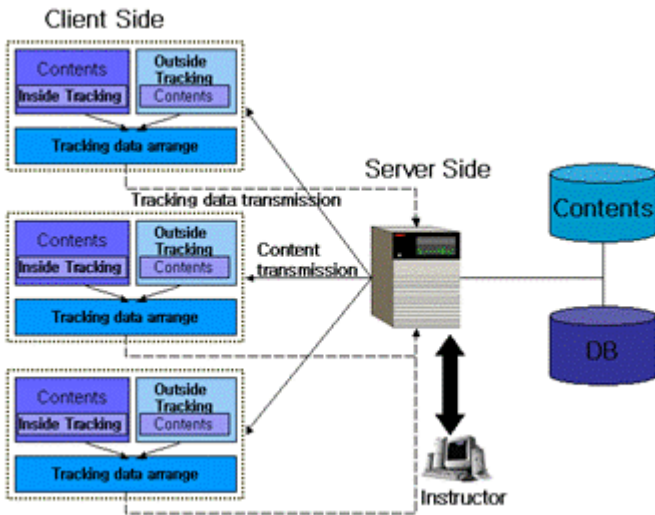 Client Side
Contents
Inside Tracking
Outside
Tracking
Contents
Tracking data arrange
Tracking data transmission
Contents
Inside Tracking
Outside
Tracking
Contents
Tracking data arrange
Content
transmission
Contents
Inside Tracking
Outside
Tracking
Contents
Tracking data arrange
Server Side
Contents
DB
Instructor